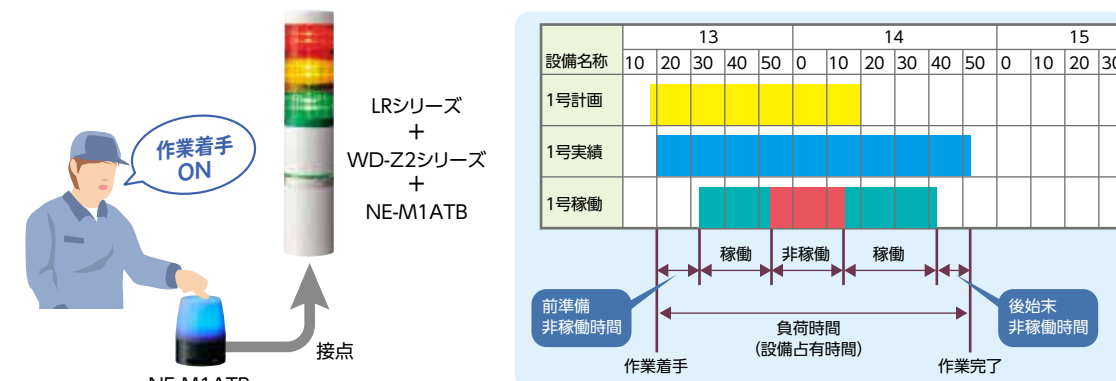 作業着手
ON
LRシリーズ
+
WD-Z2シリーズ
+
NE-M1ATB
接点
NE-M1ATB
設備名称
13
14
15
10 20 30 40 50 0 10 20 30 40 50 0 10 20 30
1号計画
1号実績
1号稼働
稼働
非稼働
稼働
前準備
非稼働時間
後始末
非稼働時間
負荷時間
(設備占有時間)
作業着手
作業完了